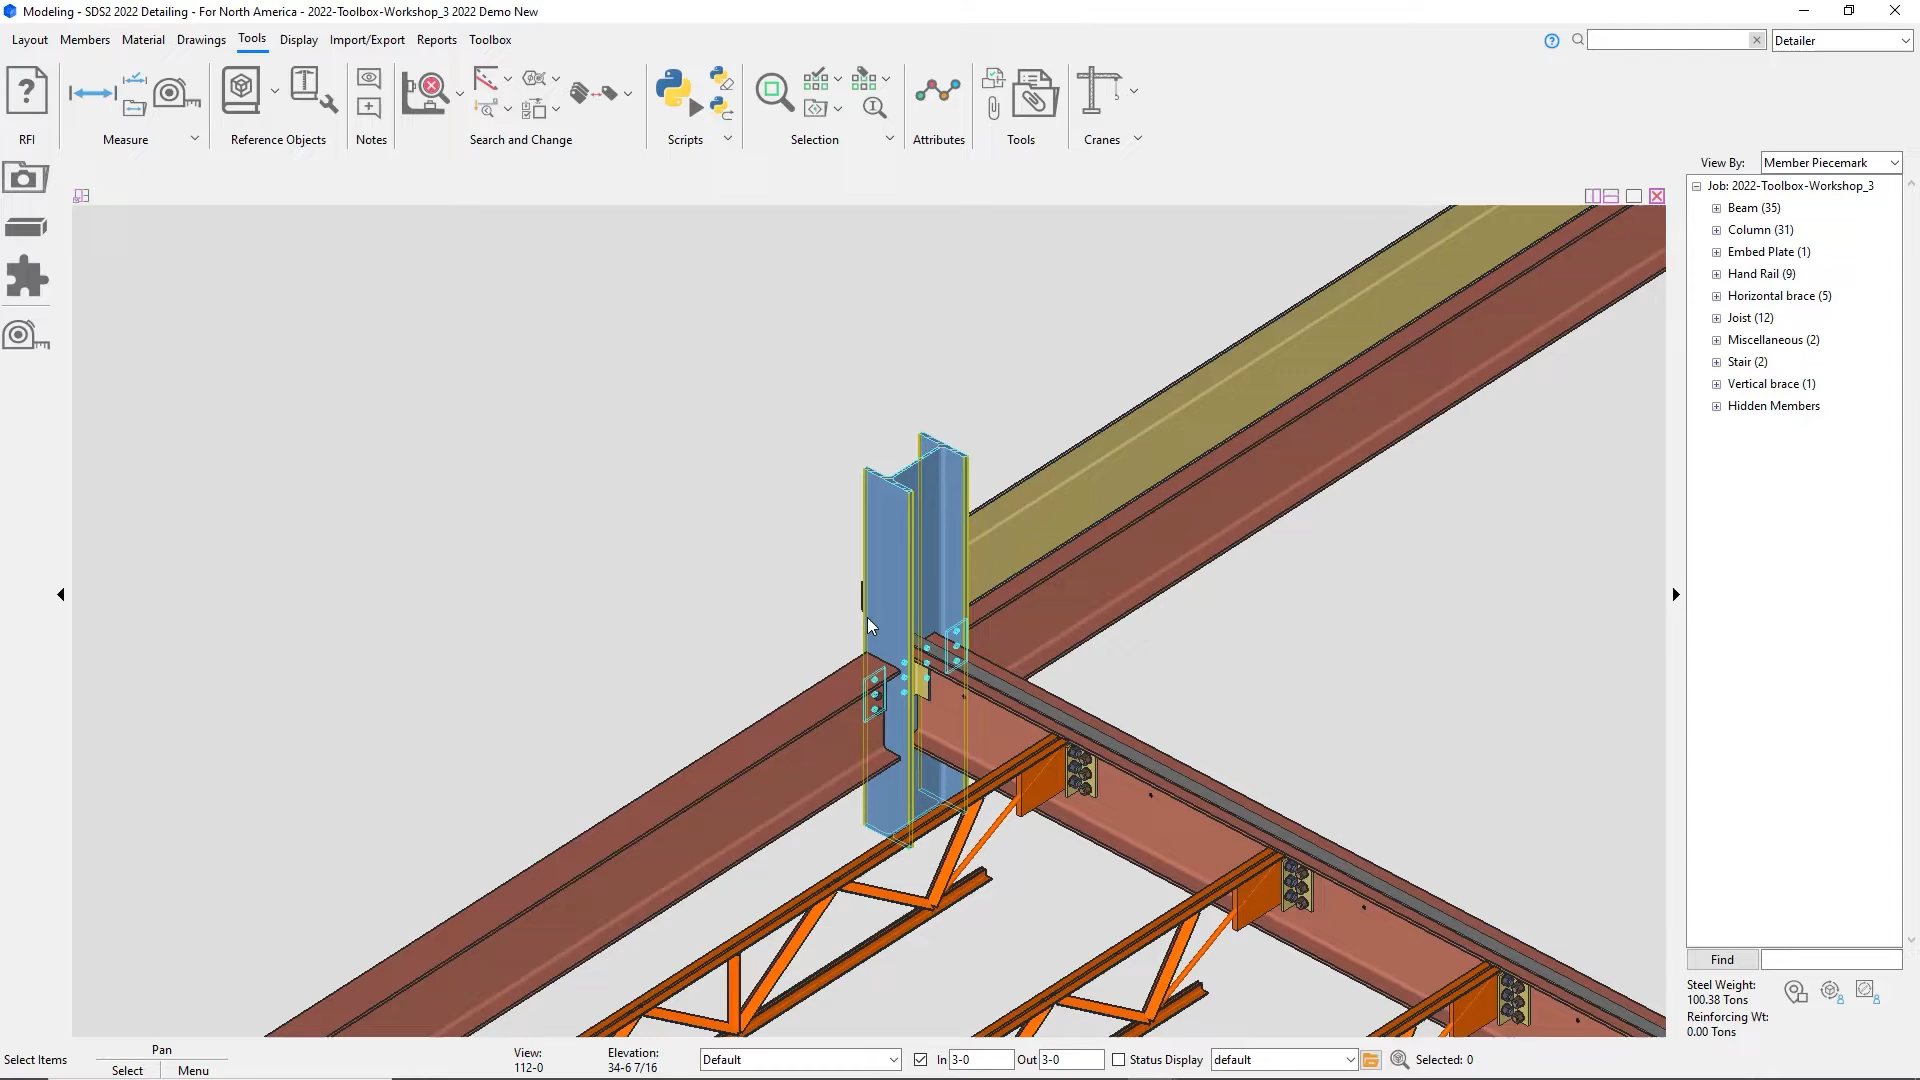 Modeling - SDS2 2022 Detailing - For North America - 2022-Toolbox-Workshop_3 2022 Demo New
Layout Members Material Drawings Tools Display Import/Export Reports Toolbox
Detailer
RFI Measure Reference Objects Notes Search and Change Scripts Selection Attributes Tools Cranes
View By: Member Piecemark
Job: 2022-Toolbox-Workshop_3
Beam (35)
Column (31)
Embed Plate (1)
Hand Rail (9)
Horizontal brace (5)
Joist (12)
Miscellaneous (2)
Stair (2)
Vertical brace (1)
Hidden Members
Find
Steel Weight:
100.38 Tons
Reinforcing Wt:
0.00 Tons
Select Items
Pan
Select Menu
View:
112-0
Elevation:
34-6 7/16
Default
In 3-0 Out 3-0 Status Display default Selected: 0